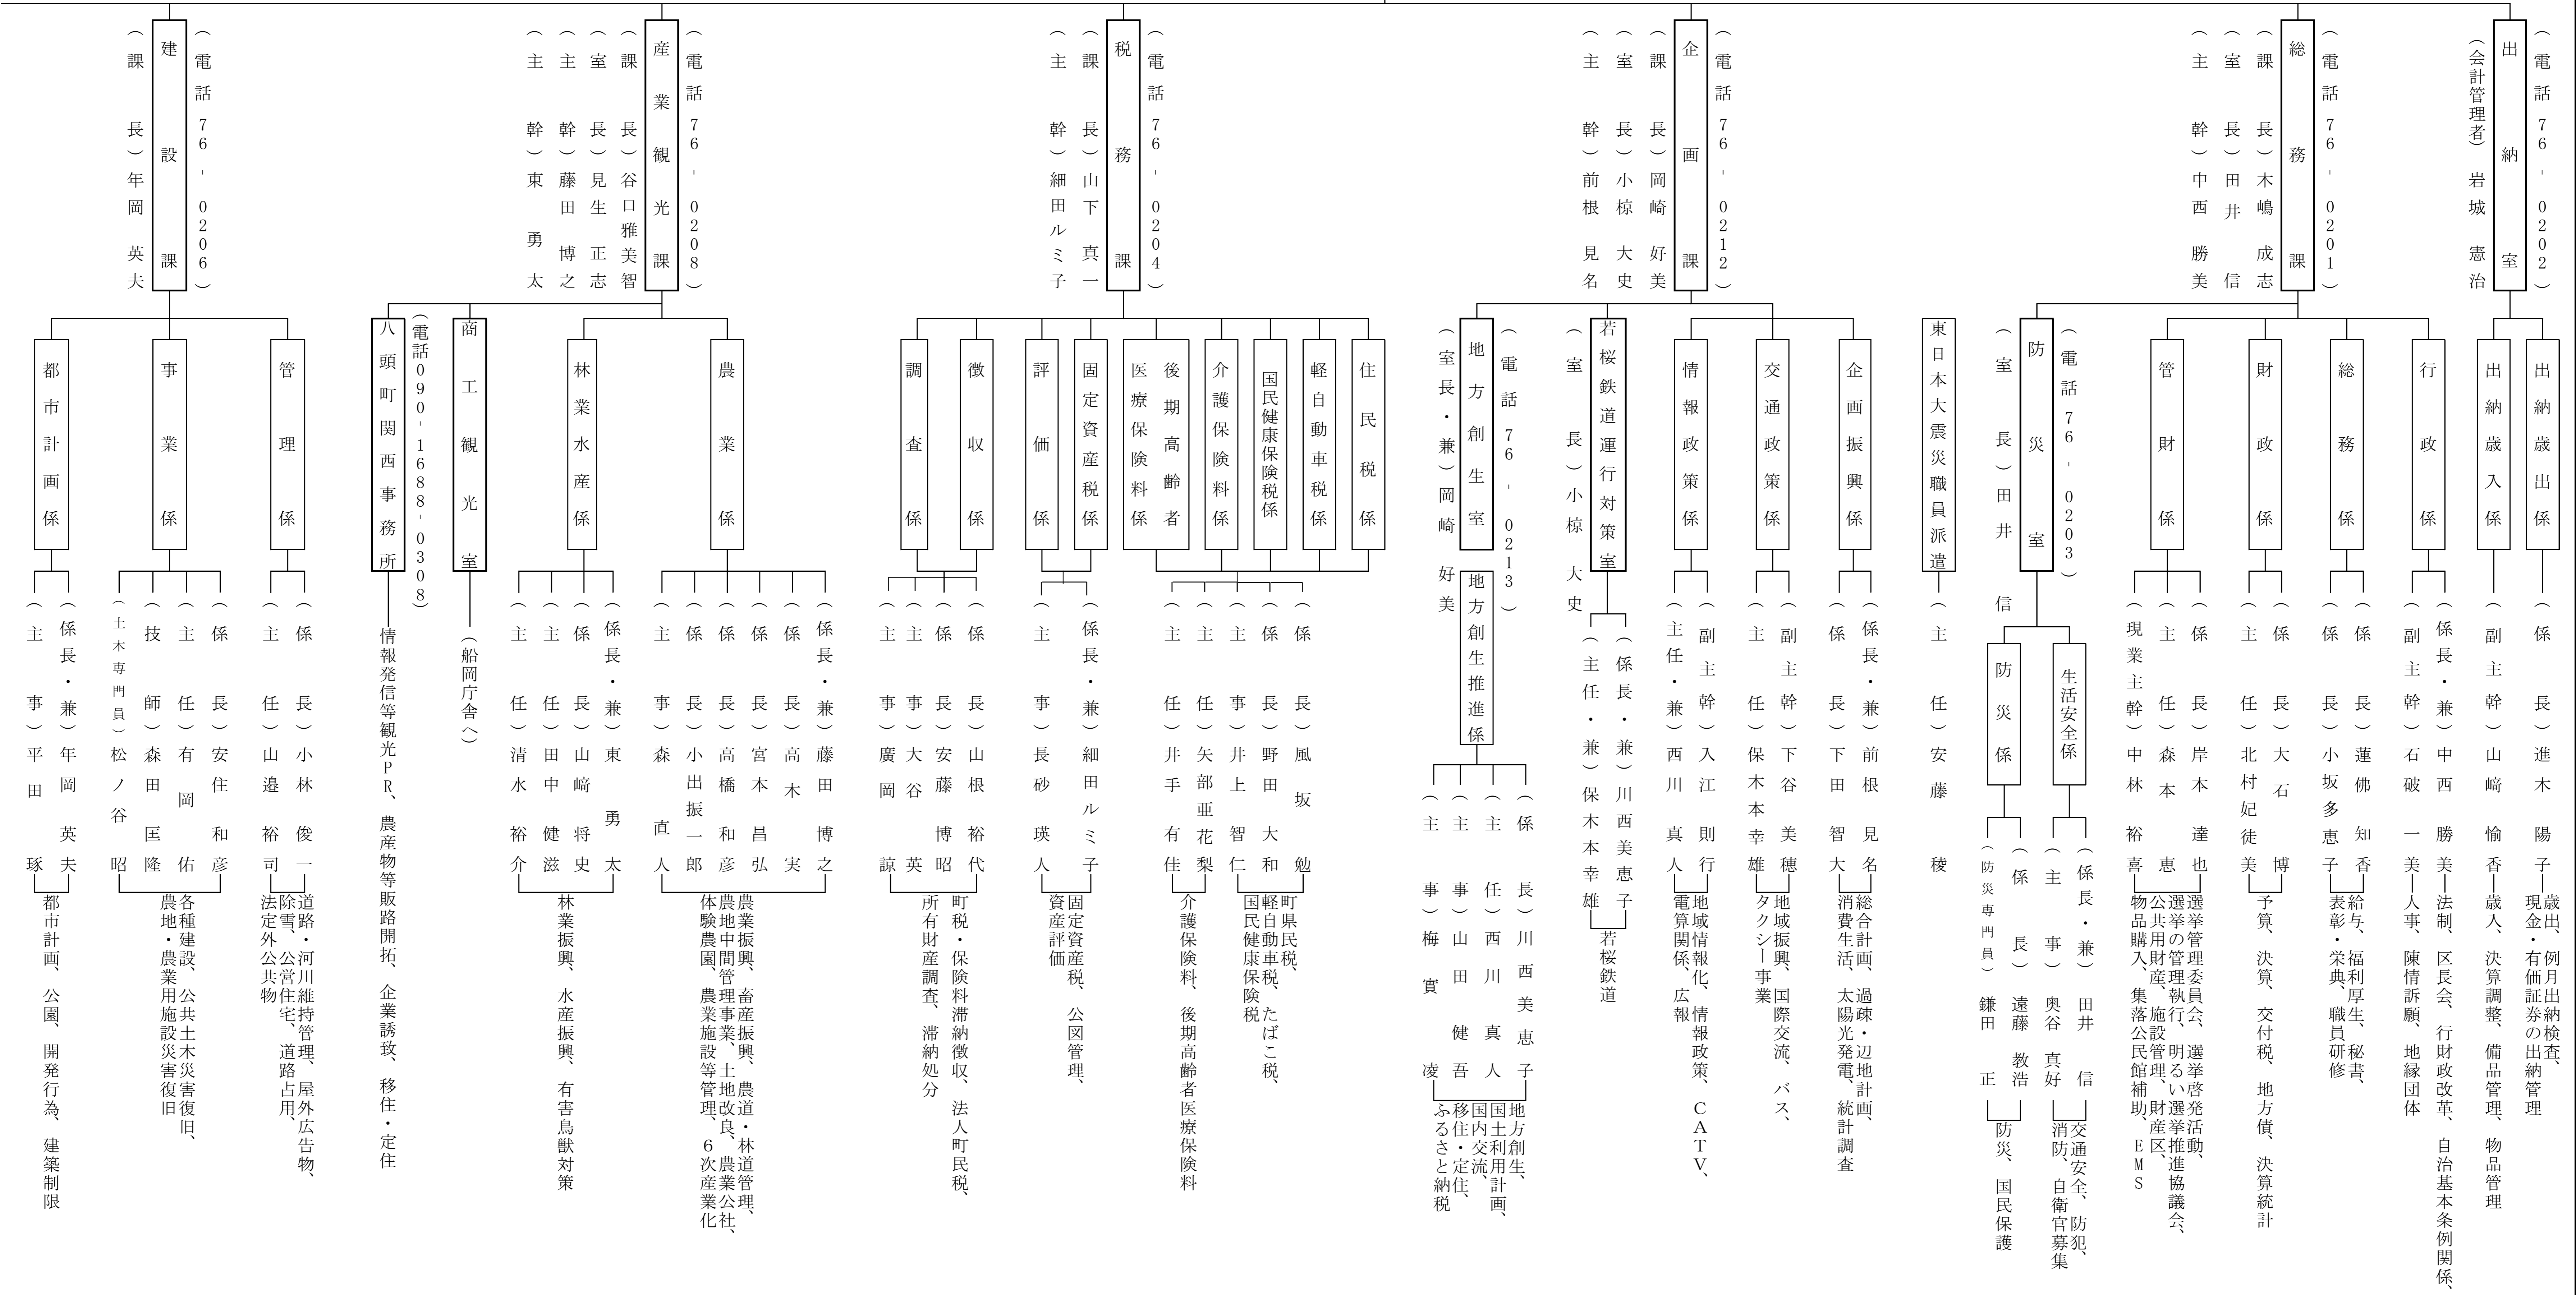 （電話　76 - 0202）
出納室
（会計管理者）岩城　憲治
出納歳出係
（係長）進木　陽子
歳出、例月出納検査、
現金・有価証券の出納管理
出納歳入係
（副主幹）山﨑　愉香
歳入、決算調整、備品管理、物品管理
（電話　76 - 0201）
総務課
（課長）木嶋　成志
（室長）田井　信
（主幹）中西　勝美
行政係
（係長・兼）中西　勝美
法制、区長会、行財政改革、自治基本条例関係、
（副主幹）石破　一美
人事、陳情訴願、地縁団体
総務係
（係長）蓮佛　知香
（係長）小坂多恵子
給与、福利厚生、秘書、
表彰・栄典、職員研修
財政係
（係長）大石　博
（主任）北村妃徒美
予算、決算、交付税、地方債、決算統計
管財係
（係長）岸本　達也
（主任）森本　恵
（現業主幹）中林　裕喜
選挙管理委員会、選挙啓発活動、
選挙の管理執行、明るい選挙推進協議会、
公共用財産、施設管理、財産区、
物品購入、集落公民館補助、EMS
（電話　76 - 0203）
防災室
（室長）田井　信
生活安全係
（係長・兼）田井　信
（主事）奥谷　真好
交通安全、防犯、
消防、自衛官募集
防災係
（係長）遠藤　教浩
（防災専門員）鎌田　正
防災、国民保護
東日本大震災職員派遣
（主任）安藤　稜
（電話　76 - 0212）
企画課
（課長）岡崎　好美
（室長）小椋　大史
（主幹）前根　見名
企画振興係
（係長・兼）前根　見名
（係長）下田　智大
総合計画、過疎・辺地計画、
消費生活、太陽光発電、統計調査
交通政策係
（副主幹）下谷　美穂
（主任）保木本幸雄
地域振興、国際交流、バス、
タクシー事業
情報政策係
（副主幹）入江　則行
（主任・兼）西川　真人
地域情報化、情報政策、CATV、
電算関係、広報
若桜鉄道運行対策室
（室長）小椋　大史
（係長・兼）川西美恵子
（主任・兼）保木本幸雄
若桜鉄道
（電話　76 - 0213）
地方創生室
（室長・兼）岡崎　好美
地方創生推進係
（係長）川西美恵子
（主任）西川　真人
（主事）山田　健吾
（主事）梅實　凌
地方創生、
国土利用計画、
国内交流、
移住・定住、
ふるさと納税
（電話　76 - 0204）
税務課
（課長）山下　真一
（主幹）細田ルミ子
住民税係
軽自動車税係
国民健康保険税係
介護保険料係
後期高齢者
医療保険料係
（係長）風坂　勉
（係長）野田　大和
（主事）井上　智仁
町県民税、
軽自動車税、たばこ税、
国民健康保険税
（主任）矢部亜花梨
（主任）井手　有佳
介護保険料、後期高齢者医療保険料
固定資産税係
評価係
（係長・兼）細田ルミ子
（主事）長砂　瑛人
固定資産税、公図管理、
資産評価
徴収係
調査係
（係長）山根　裕代
（係長）安藤　博昭
（主事）大谷　英
（主事）廣岡　諒
町税・保険料滞納徴収、法人町民税、
所有財産調査、滞納処分
（電話　76 - 0208）
産業観光課
（課長）谷口雅美智
（室長）見生　正志
（主幹）藤田　博之
（主幹）東　勇太
農業係
（係長・兼）藤田　博之
（係長）高木　実
（係長）宮本　昌弘
（係長）高橋　和彦
（係長）小出振一郎
（主事）森　直人
農業振興、畜産振興、農道・林道管理、
農地中間管理事業、土地改良、農業公社、
体験農園、農業施設等管理、6次産業化
林業水産係
（係長・兼）東　勇太
（係長）山﨑　将史
（主任）田中　健滋
（主任）清水　裕介
林業振興、水産振興、有害鳥獣対策
商工観光室
（船岡庁舎へ）
（電話090-1688-0308）
八頭町関西事務所
情報発信等観光PR、農産物等販路開拓、企業誘致、移住・定住
（電話　76 - 0206）
建設課
（課長）年岡　英夫
管理係
（係長）小林　俊一
（主任）山邉　裕司
道路・河川維持管理、屋外広告物、
除雪、公営住宅、道路占用、
法定外公共物
事業係
（係長）安住　和彦
（主任）有岡　佑
（技師）森田　匡隆
（土木専門員）松ノ谷　昭
各種建設、公共土木災害復旧、
農地・農業用施設災害復旧
都市計画係
（係長・兼）年岡　英夫
（主事）平田　琢
都市計画、公園、開発行為、建築制限